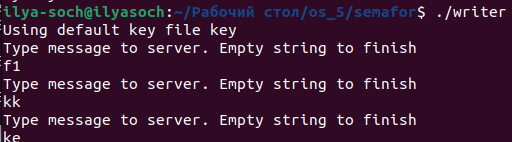 ilya-soch@ilyasoch:~/Рабочий стол/os_5/semafor$ ./writer
Using default key file key
Type message to server. Empty string to finish
f1
Type message to server. Empty string to finish
kk
Type message to server. Empty string to finish
ke